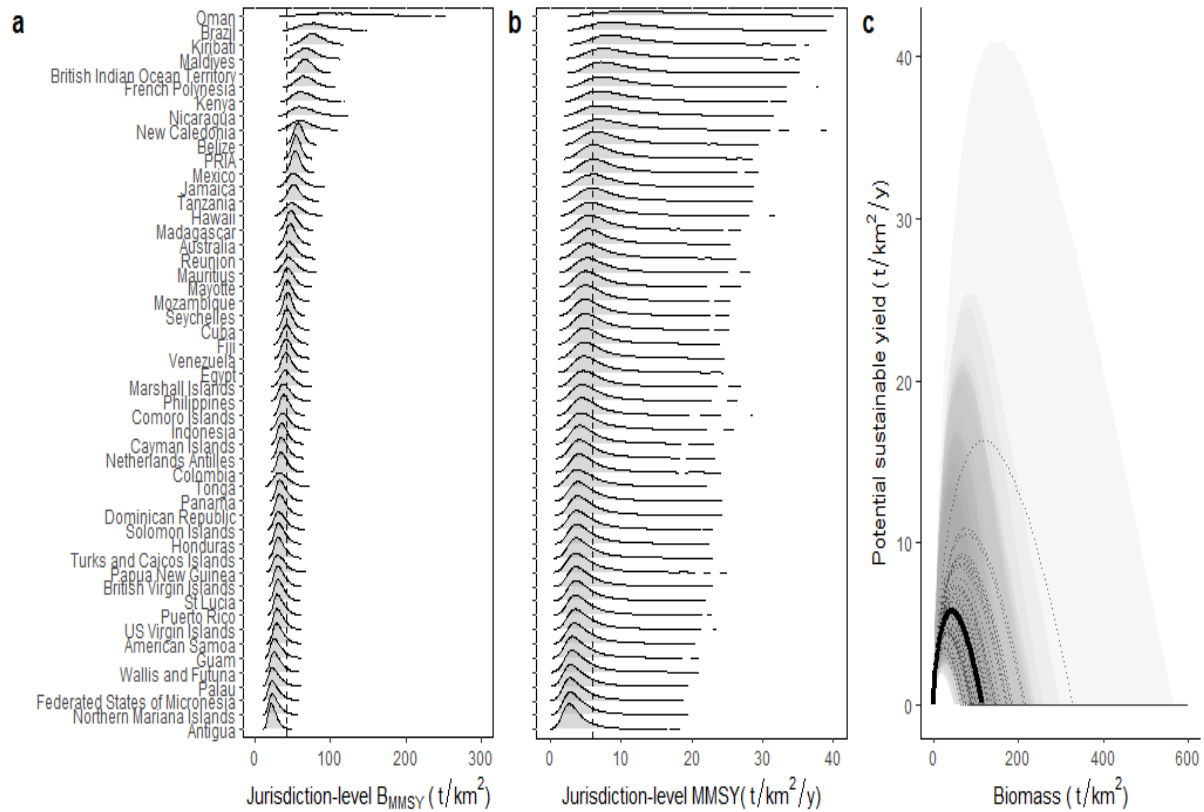 a
Oman
Brazil
Kiribati
Maldives
British Indian Ocean Territory
French Polynesia
Kenya
Nicaragua
New Caledonia
Belize
PRIA
Mexico
Jamaica
Tanzania
Hawaii
Madagascar
Australia
Reunion
Mauritius
Mayotte
Mozambique
Seychelles
Cuba
Fiji
Venezuela
Egypt
Marshall Islands
Philippines
Comoro Islands
Indonesia
Cayman Islands
Netherlands Antilles
Colombia
Tonga
Panama
Dominican Republic
Solomon Islands
Honduras
Turks and Caicos Islands
Papua New Guinea
British Virgin Islands
St Lucia
Puerto Rico
US Virgin Islands
American Samoa
Guam
Wallis and Futuna
Palau
Federated States of Micronesia
Northern Mariana Islands
Antigua
0 100 200 300
Jurisdiction-level BMMSY ( t/km²)
b
0 10 20 30 40
Jurisdiction-level MMSY( t/km²/y)
c
Potential sustainable yield ( t/km²/y)
40
30
20
10
0
0 200 400 600
Biomass ( t/km²)